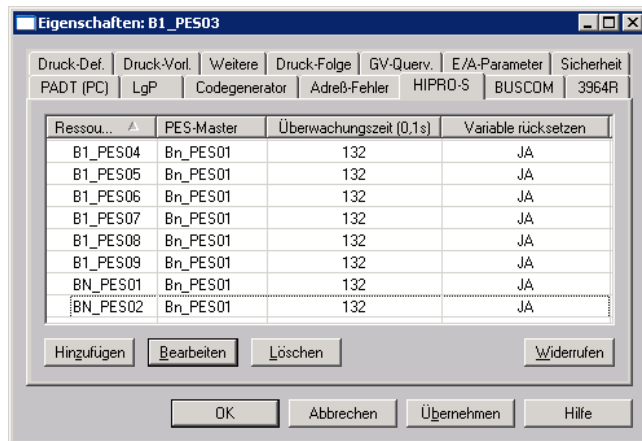 Eigenschaften: B1_PES03
Druck-Def. Druck-Vorl. Weitere Druck-Folge GV-Querv. E/A-Parameter Sicherheit
PADT (PC) LgP Codegenerator Adreß-Fehler HIPRO-S BUSCOM 3964R
Ressou... PES-Master Überwachungszeit (0,1s) Variable rücksetzen
B1_PES04 Bn_PES01 132 JA
B1_PES05 Bn_PES01 132 JA
B1_PES06 Bn_PES01 132 JA
B1_PES07 Bn_PES01 132 JA
B1_PES08 Bn_PES01 132 JA
B1_PES09 Bn_PES01 132 JA
BN_PES01 Bn_PES01 132 JA
BN_PES02 Bn_PES01 132 JA
Hinzufügen Bearbeiten Löschen Widerrufen
OK Abbrechen Übernehmen Hilfe